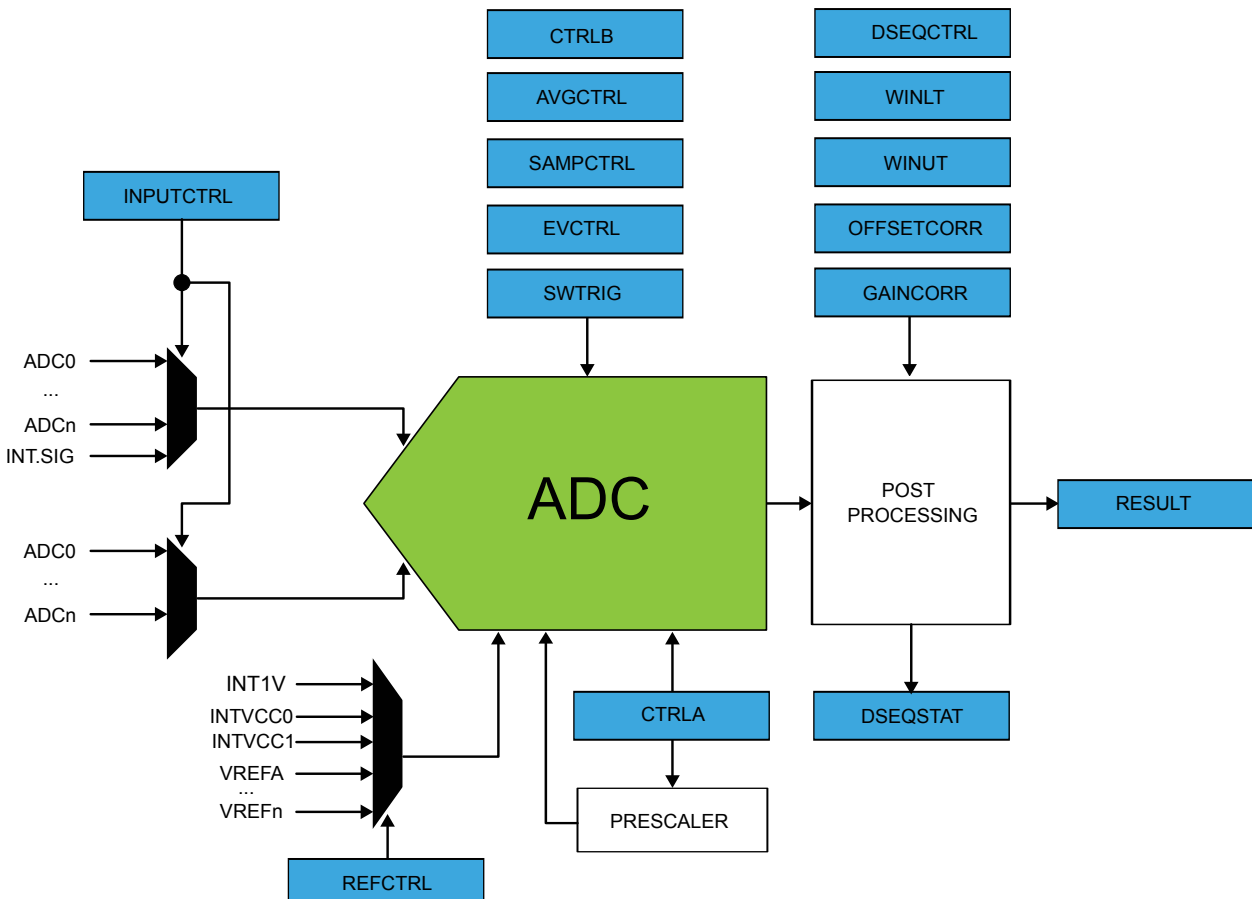 CTRLB
AVGCTRL
SAMPCTRL
EVCTRL
SWTRIG
DSEQCTRL
WINLT
WINUT
OFFSETCORR
GAINCORR
INPUTCTRL
ADC0
...
ADCn
INT.SIG
ADC0
...
ADCn
ADC
POST
PROCESSING
RESULT
INT1V
INTVCC0
INTVCC1
VREFA
...
VREFn
CTRLA
DSEQSTAT
PRESCALER
REFCTRL